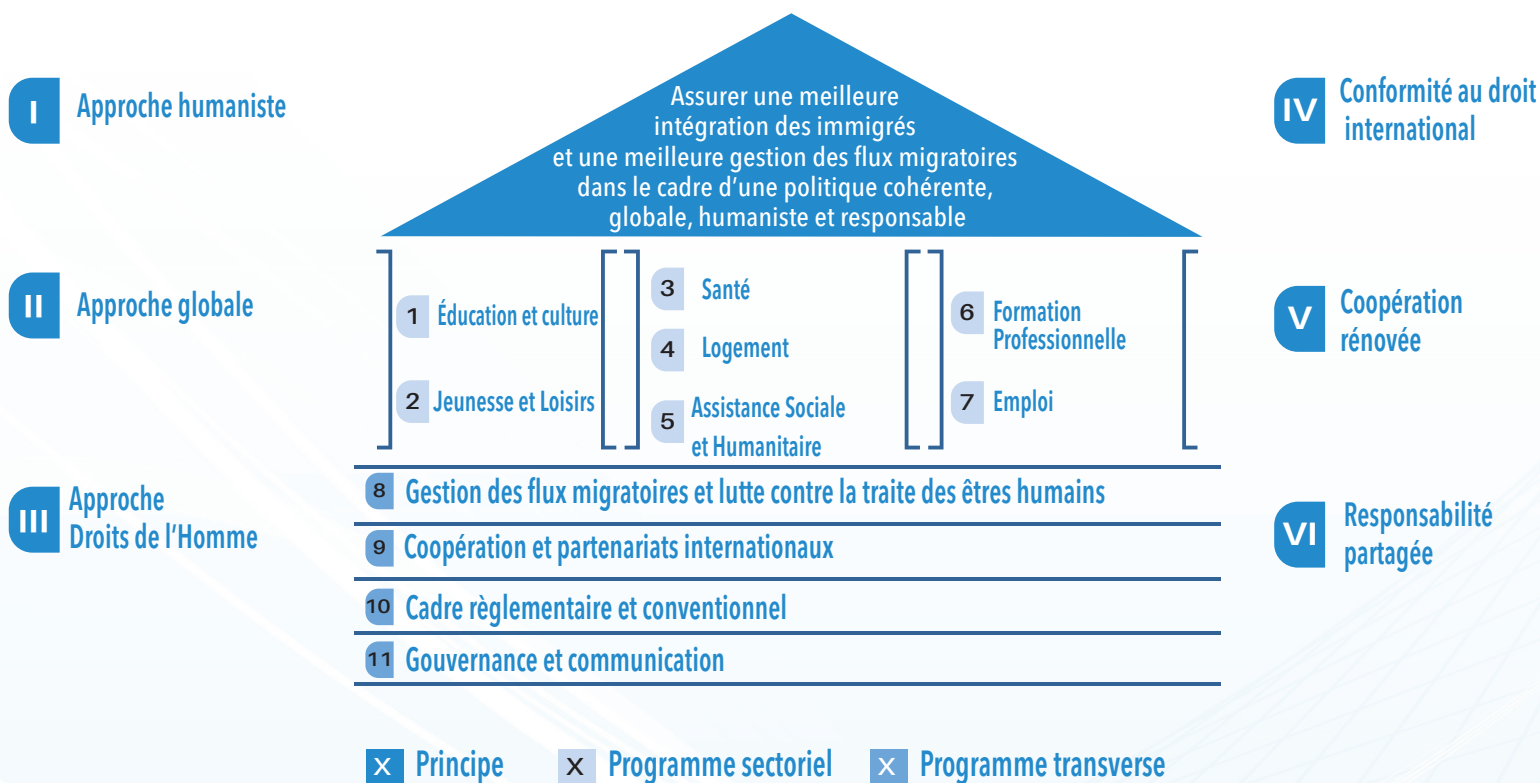 Assurer une meilleure
intégration des immigrés
et une meilleure gestion des flux migratoires
dans le cadre d’une politique cohérente,
globale, humaniste et responsable
I Approche humaniste
II Approche globale
III Approche
Droits de l’Homme
1 Éducation et culture
2 Jeunesse et Loisirs
3 Santé
4 Logement
5 Assistance Sociale
et Humanitaire
6 Formation
Professionnelle
7 Emploi
8 Gestion des flux migratoires et lutte contre la traite des êtres humains
9 Coopération et partenariats internationaux
10 Cadre règlementaire et conventionnel
11 Gouvernance et communication
IV Conformité au droit
international
V Coopération
rénovée
VI Responsabilité
partagée
X Principe X Programme sectoriel X Programme transverse